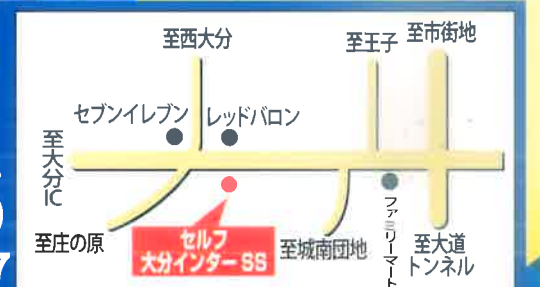 至西大分
至王子
至市街地
セブンイレブン
レッドバロン
至大分IC
至庄の原
セルフ
大分インターSS
至城南団地
ファミリーマート
至大道
トンネル